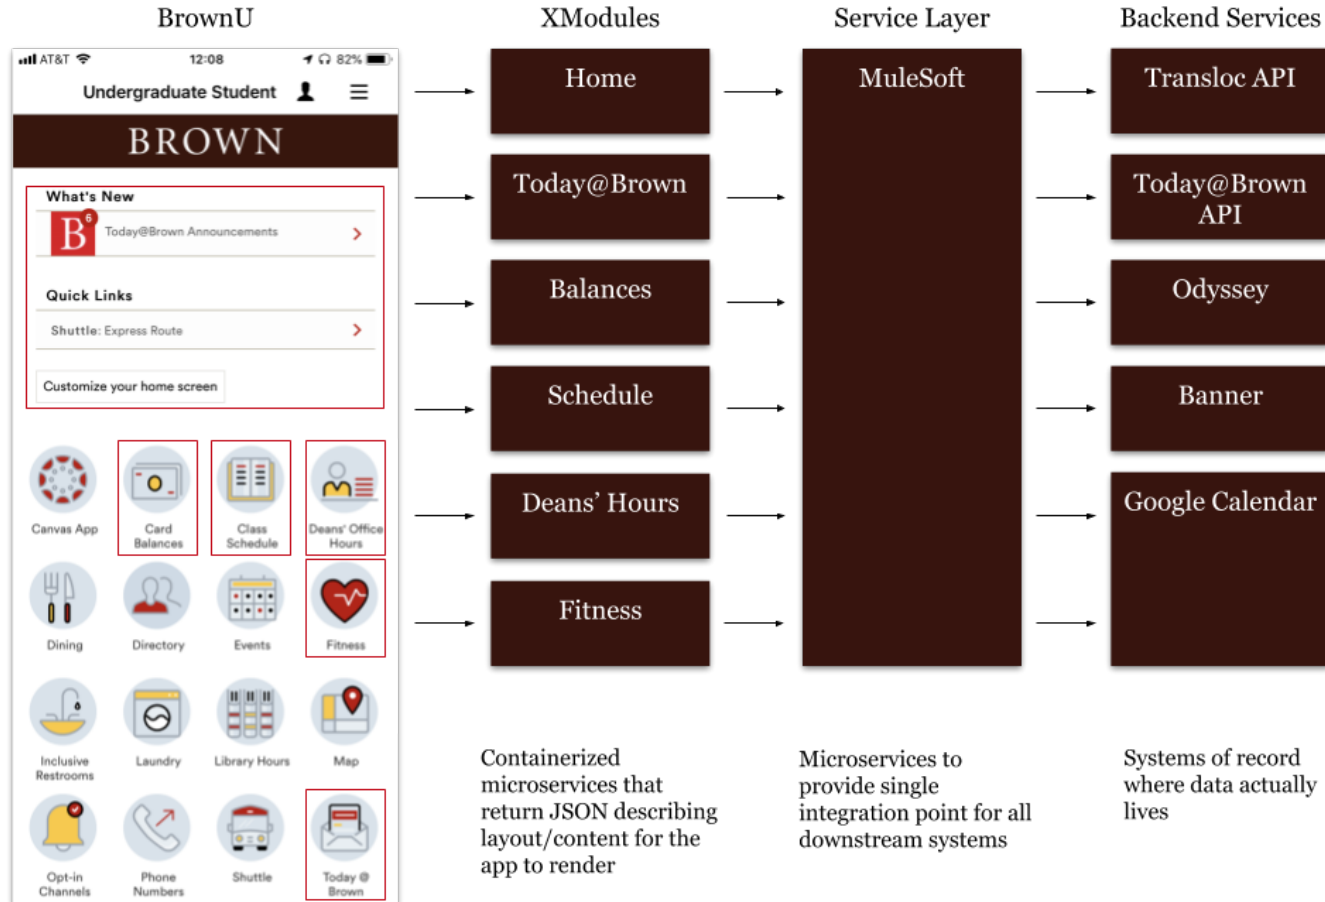 BrownU
XModules
Service Layer
Backend Services
AT&T
12:08
82%
Undergraduate Student
BROWN
What's New
B
6
Today@Brown Announcements
Quick Links
Shuttle: Express Route
Customize your home screen
Canvas App
Card
Balances
Class
Schedule
Deans' Office
Hours
Dining
Directory
Events
Fitness
Inclusive
Restrooms
Laundry
Library Hours
Map
Opt-in
Channels
Phone
Numbers
Shuttle
Today @
Brown
Home
Today@Brown
Balances
Schedule
Deans’ Hours
Fitness
Containerized
microservices that
return JSON describing
layout/content for the
app to render
MuleSoft
Microservices to
provide single
integration point for all
downstream systems
Transloc API
Today@Brown
API
Odyssey
Banner
Google Calendar
Systems of record
where data actually
lives